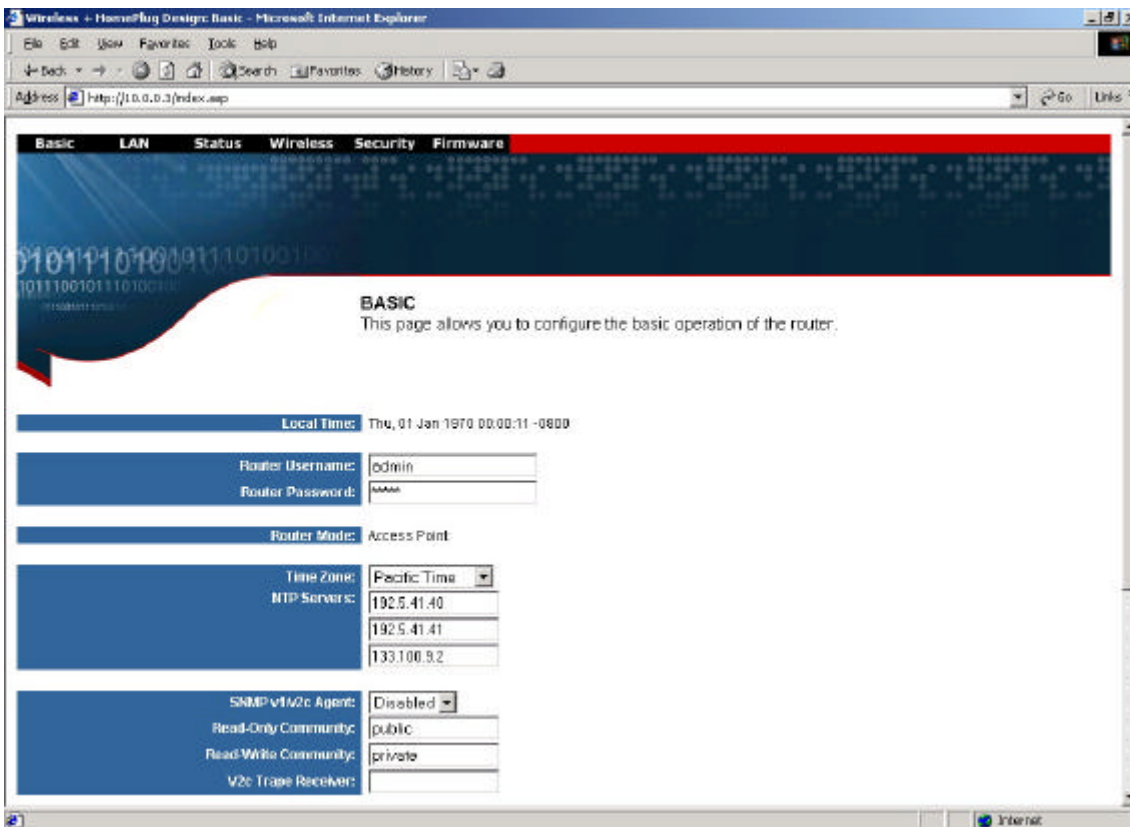 Wireless + HomePlug Design: Basic - Microsoft Internet Explorer
File Edit View Favorites Tools Help
Back Search Favorites History
Address http://10.0.0.3/index.asp Go Links
Basic LAN Status Wireless Security Firmware
BASIC
This page allows you to configure the basic operation of the router.
Local Time: Thu, 01 Jan 1970 00:00:11 -0800
Router Username: admin
Router Password: *****
Router Mode: Access Point
Time Zone: Pacific Time
NTP Servers: 192.5.41.40
192.5.41.41
133.100.9.2
SNMP v1/v2c Agent: Disabled
Read-Only Community: public
Read-Write Community: private
V2c Traps Receiver:
Internet